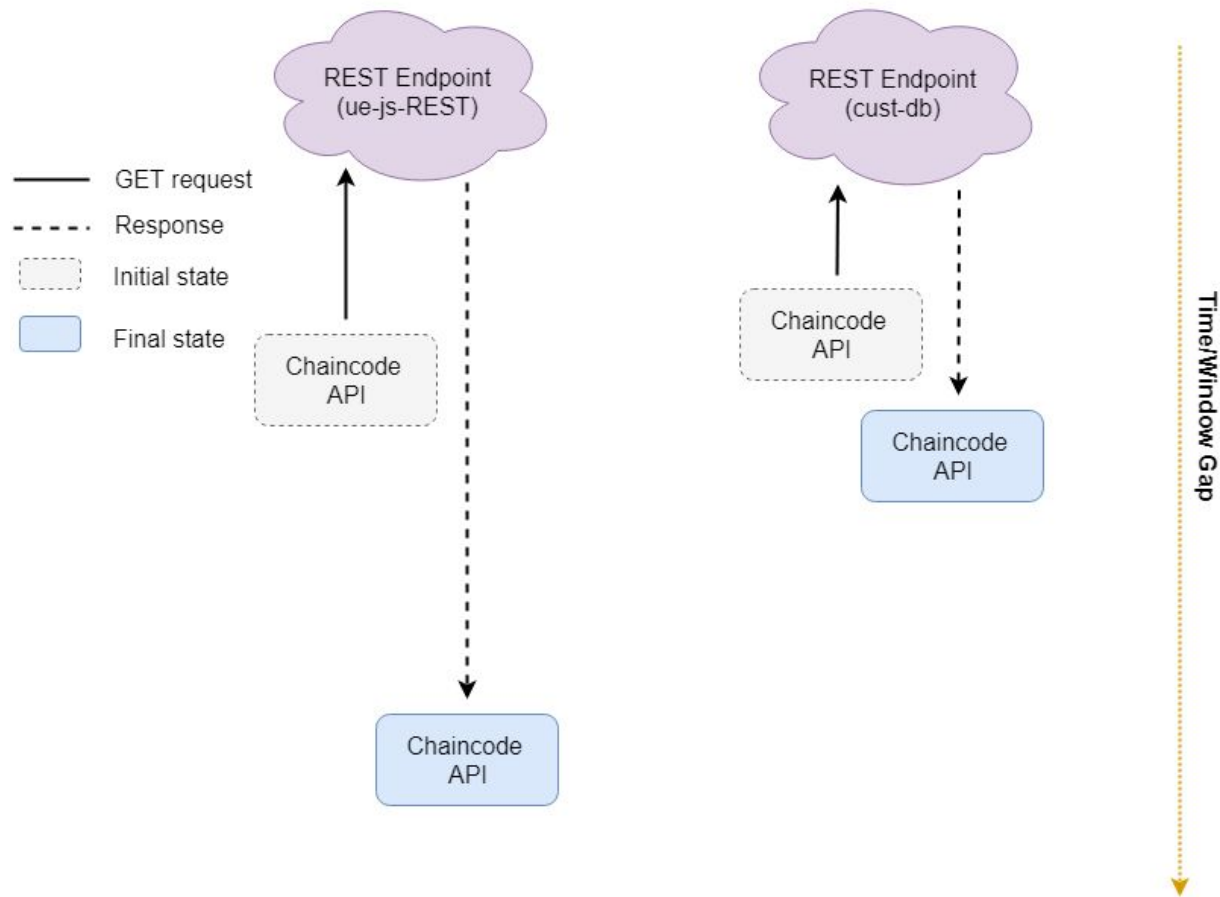 REST Endpoint
(ue-js-REST)
REST Endpoint
(cust-db)
GET request
Response
Initial state
Final state
Chaincode
API
Chaincode
API
Chaincode
API
Chaincode
API
Time/Window Gap